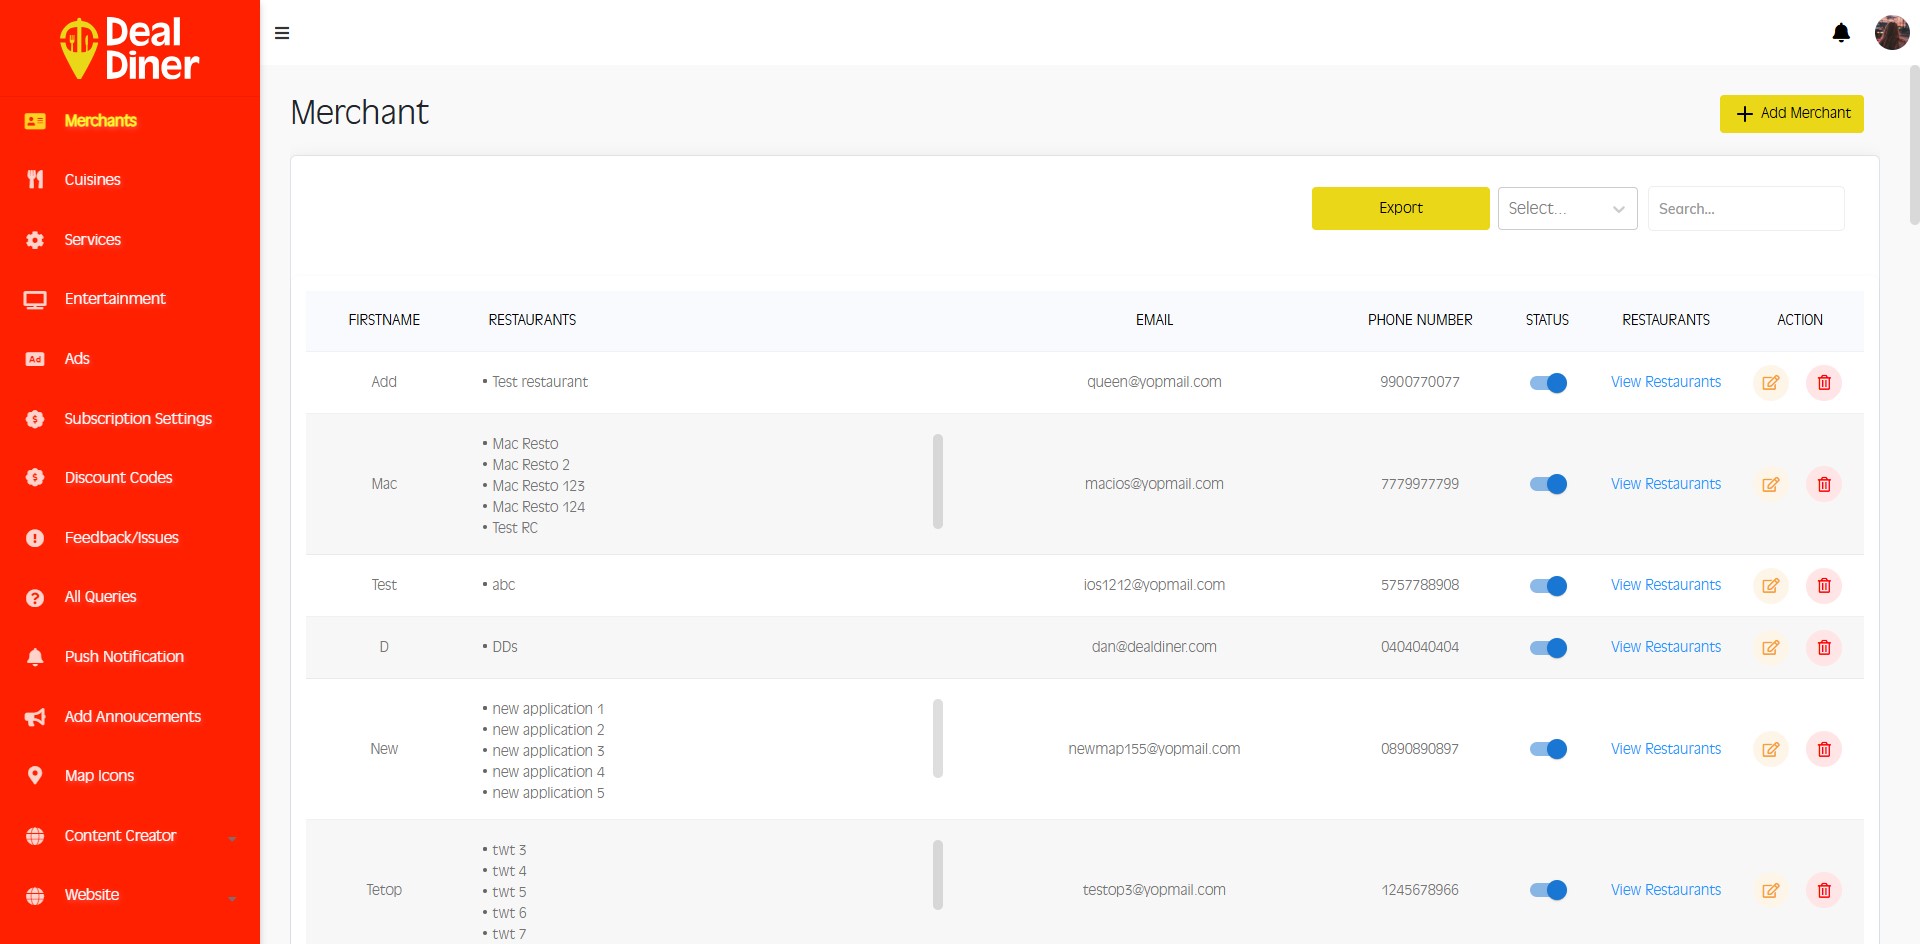 Deal
Diner
Merchants
Cuisines
Services
Entertainment
Ad Ads
Subscription Settings
Discount Codes
Feedback/Issues
All Queries
Push Notification
Add Annoucements
Map Icons
Content Creator
Website
Merchant
Add Merchant
Export Select... Search...
FIRSTNAME RESTAURANTS EMAIL PHONE NUMBER STATUS RESTAURANTS ACTION
Add • Test restaurant queen@yopmail.com 9900770077 View Restaurants
• Mac Resto
• Mac Resto 2
Mac • Mac Resto 123 macios@yopmail.com 7779977799 View Restaurants
• Mac Resto 124
• Test RC
Test • abc ios1212@yopmail.com 5757788908 View Restaurants
D • DDs dan@dealdiner.com 0404040404 View Restaurants
• new application 1
• new application 2
New • new application 3 newmap155@yopmail.com 0890890897 View Restaurants
• new application 4
• new application 5
• twt 3
• twt 4
Tetop • twt 5 testop3@yopmail.com 1245678966 View Restaurants
• twt 6
• twt 7